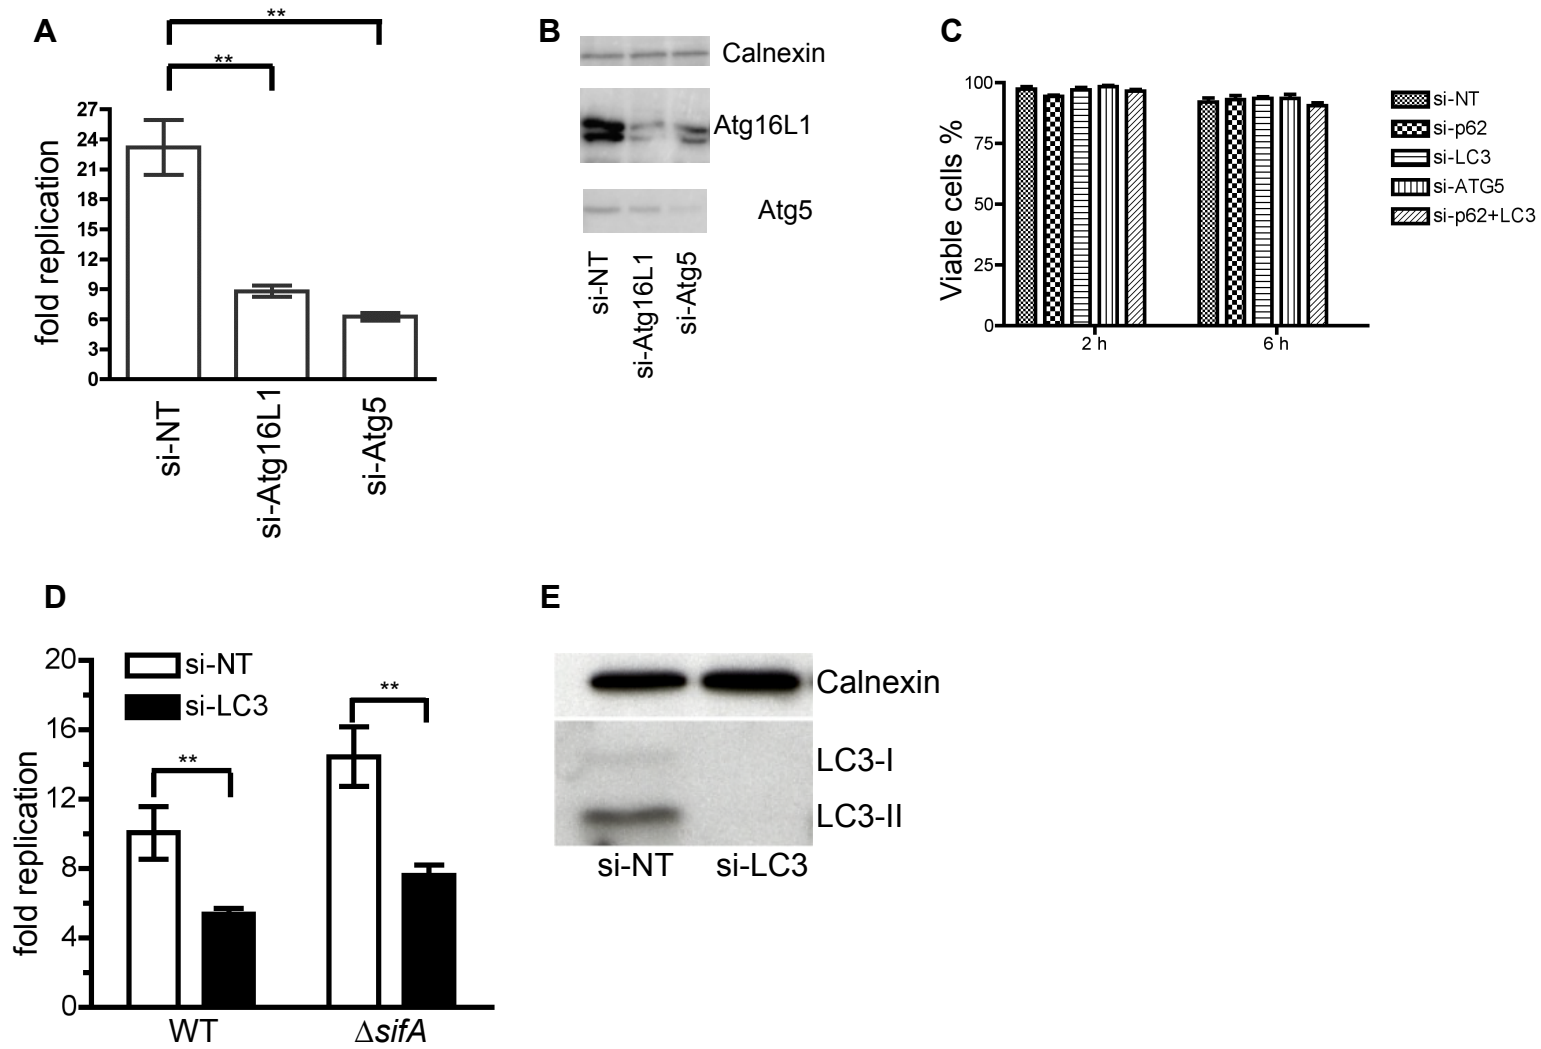 A
**
**
fold replication
27
24
21
18
15
12
9
6
3
0
si-NT
si-Atg16L1
si-Atg5
B
Calnexin
Atg16L1
Atg5
si-NT
si-Atg16L1
si-Atg5
C
Viable cells %
100
75
50
25
0
2 h
6 h
si-NT
si-p62
si-LC3
si-ATG5
si-p62+LC3
D
si-NT
si-LC3
**
**
fold replication
20
16
12
8
4
0
WT
ΔsifA
E
Calnexin
LC3-I
LC3-II
si-NT
si-LC3